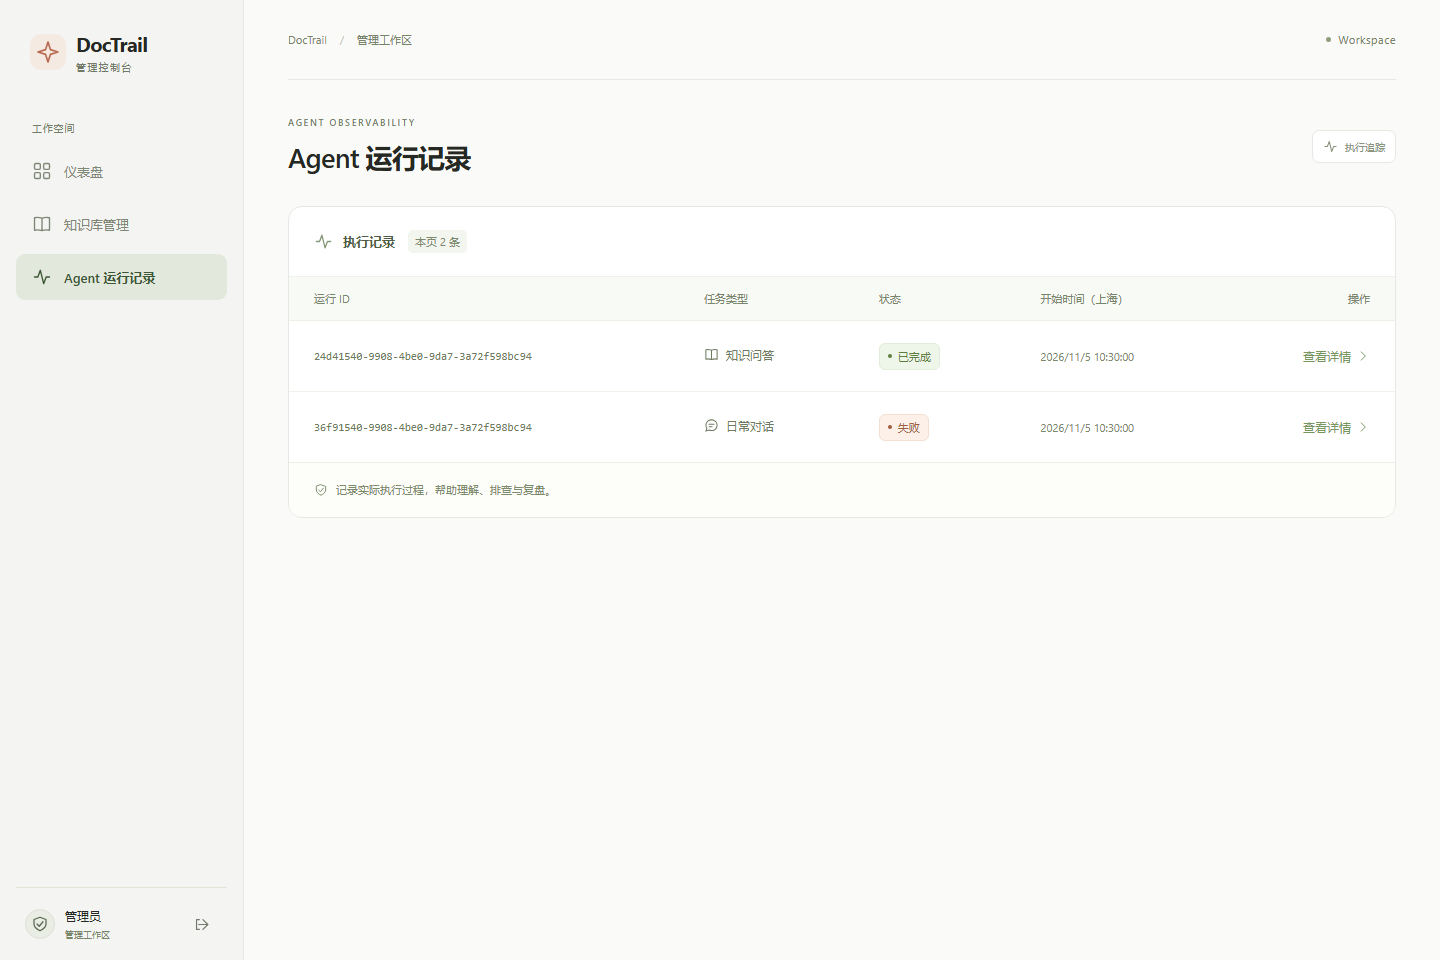 DocTrail
管理控制台
工作空间
仪表盘
知识库管理
Agent 运行记录
管理员
管理工作区
DocTrail / 管理工作区
Workspace
AGENT OBSERVABILITY
Agent 运行记录
执行追踪
执行记录 本页 2 条
运行 ID 任务类型 状态 开始时间（上海） 操作
24d41540-9908-4be0-9da7-3a72f598bc94 知识问答 已完成 2026/11/5 10:30:00 查看详情
36f91540-9908-4be0-9da7-3a72f598bc94 日常对话 失败 2026/11/5 10:30:00 查看详情
记录实际执行过程，帮助理解、排查与复盘。